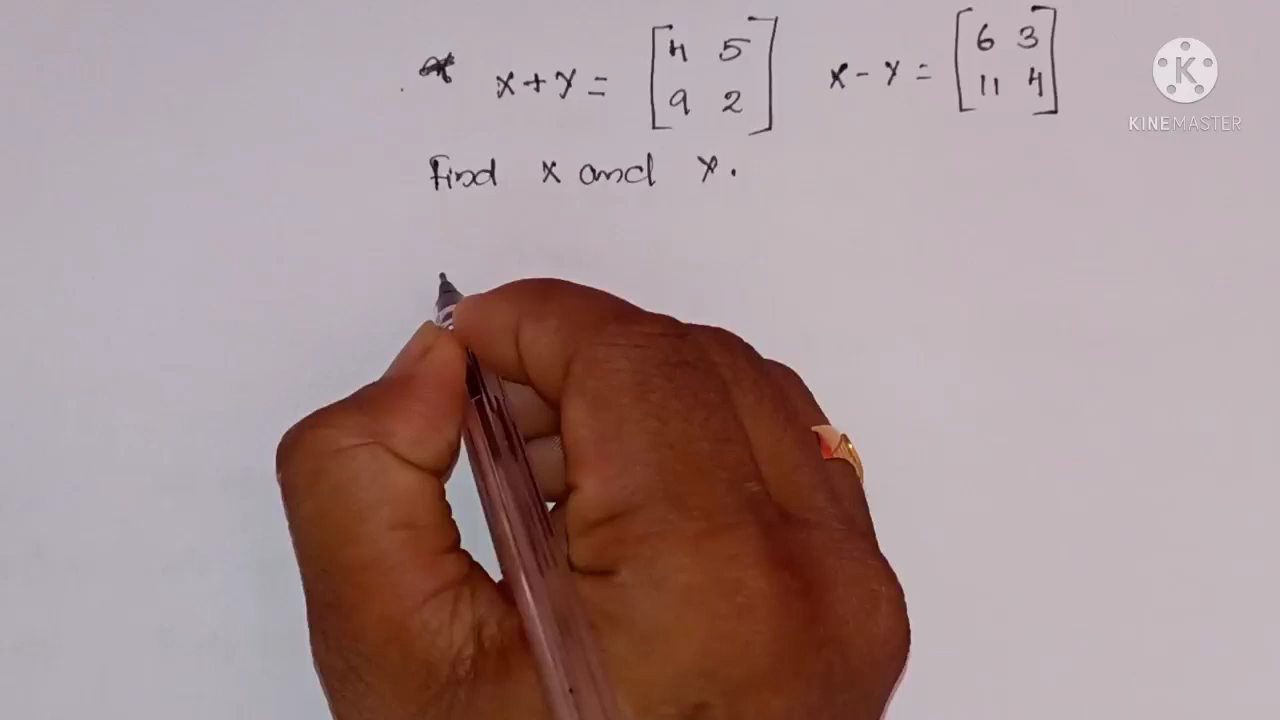 x+y= [4 5 9 2] x-y= [6 3 11 4]
Find x and y.
K
KINEMASTER